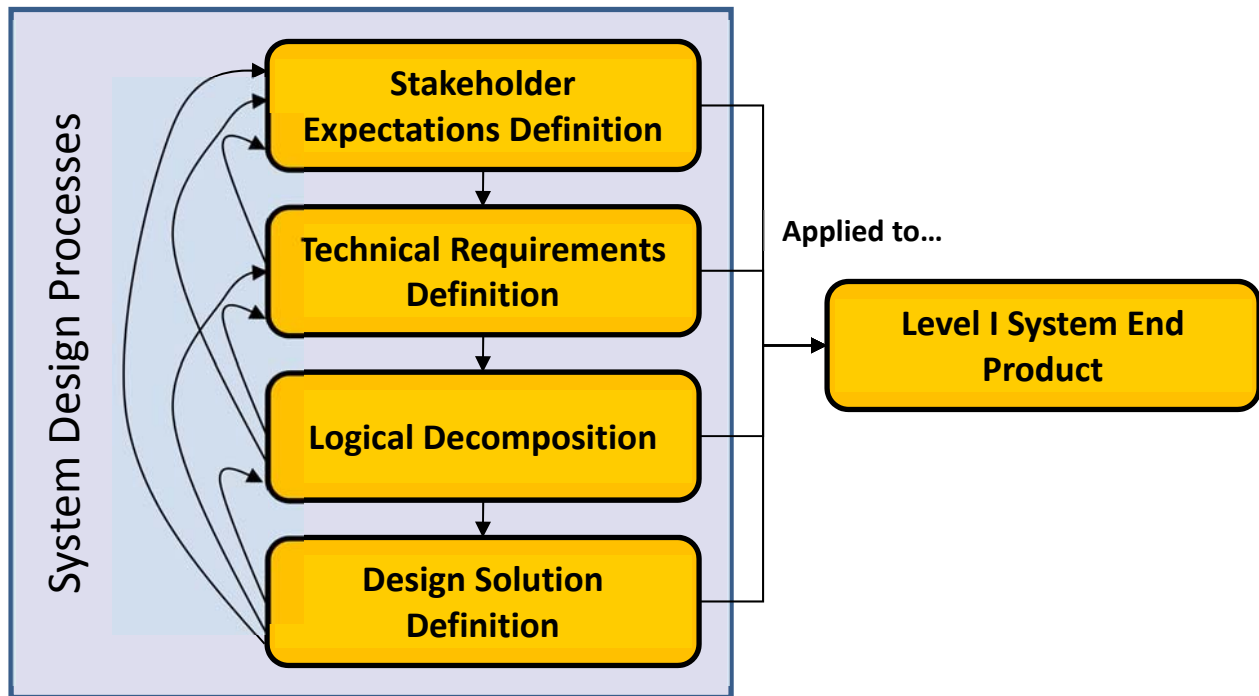 System Design Processes
Stakeholder
Expectations Definition
Technical Requirements
Definition
Logical Decomposition
Design Solution
Definition
Applied to…
Level I System End
Product